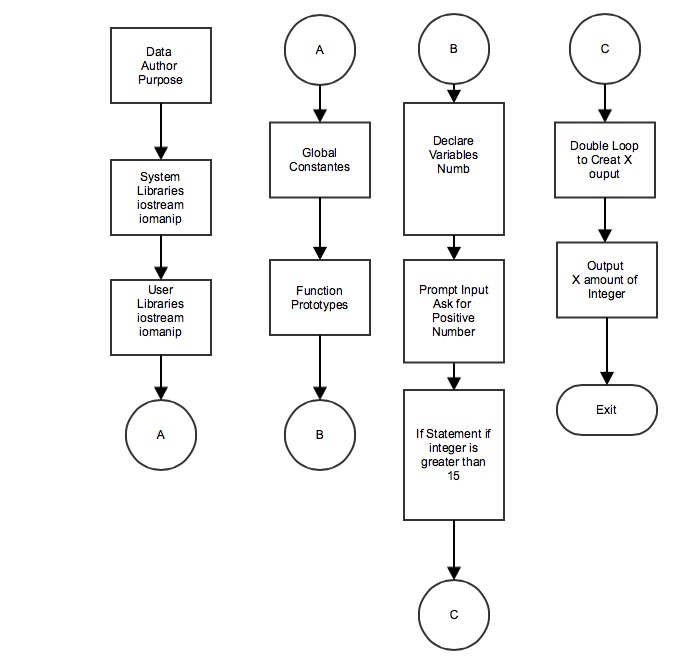 Data
Author
Purpose
System
Libraries
iostream
iomanip
User
Libraries
iostream
iomanip
A
A
Global
Constantes
Function
Prototypes
B
B
Declare
Variables
Numb
Prompt Input
Ask for
Positive
Number
If Statement if
integer is
greater than
15
C
C
Double Loop
to Creat X
ouput
Output
X amount of
Integer
Exit